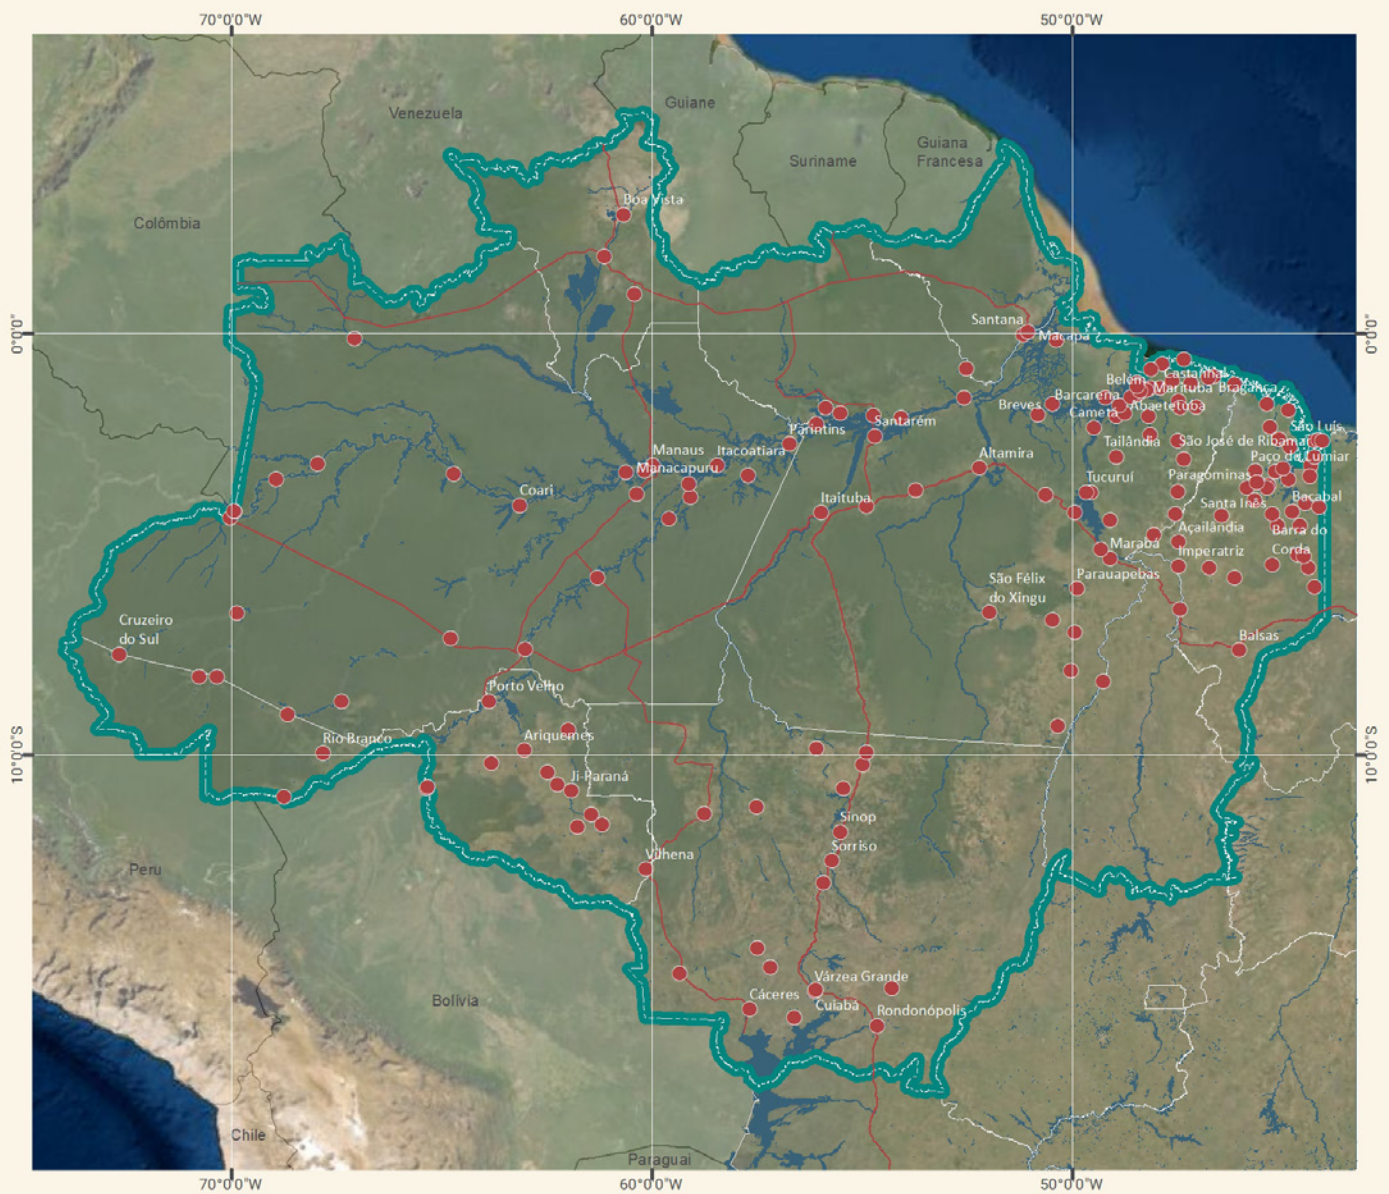 70°0'0"W
60°0'0"W
50°0'0"W
Venezuela
Guiane
Suriname
Guiana
Francesa
Colômbia
Boa Vista
0°0'0"
0°0'0"
Santana
Macapá
Belém
Castanhal
Barcarena
Marituba
Bragança
Breves
Cametá
Abaetetuba
Parintins
Santarém
São Luis
Tailândia
São José de Ribamar
Manaus
Itacoatiara
Altamira
Paço do Lumiar
Manacapuru
Tucuruí
Paragominas
Coari
Itaituba
Santa Inês
Bacabal
Açailândia
Barra do
Corda
Marabá
Imperatriz
São Félix
do Xingu
Parauapebas
Cruzeiro
do Sul
Balsas
Porto Velho
Rio Branco
Ariquemes
10°0'0"S
10°0'0"S
Ji-Paraná
Sinop
Sorriso
Vilhena
Peru
Várzea Grande
Cáceres
Cuiabá
Rondonópolis
Bolívia
Chile
Paraguai
70°0'0"W
60°0'0"W
50°0'0"W